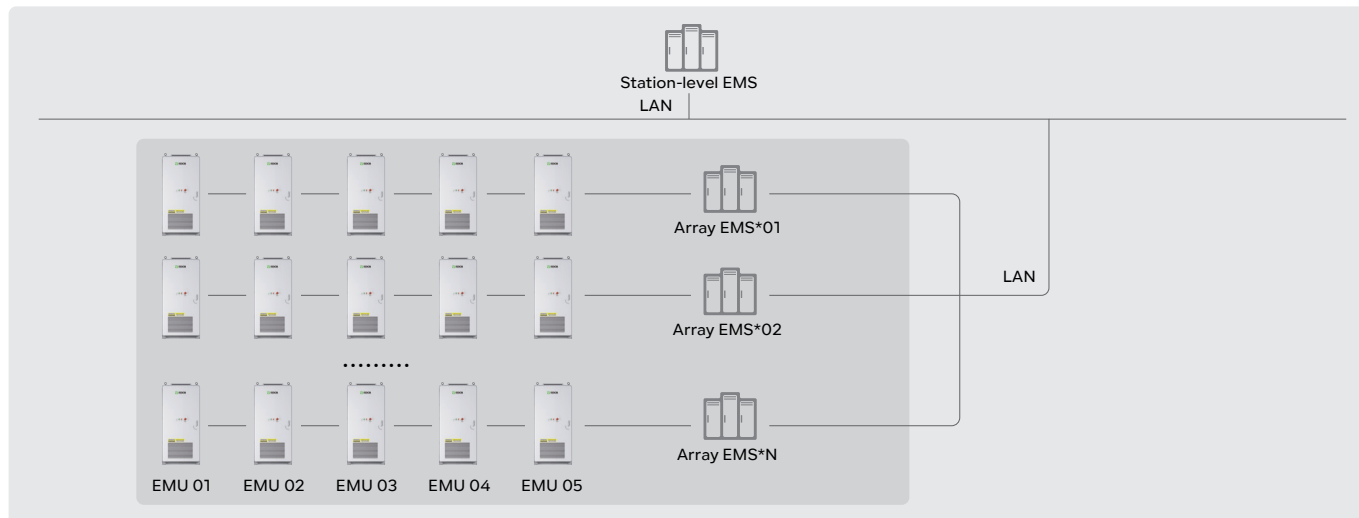 Station-level EMS
LAN
Array EMS*01
LAN
Array EMS*02
.........
Array EMS*N
EMU 01 EMU 02 EMU 03 EMU 04 EMU 05